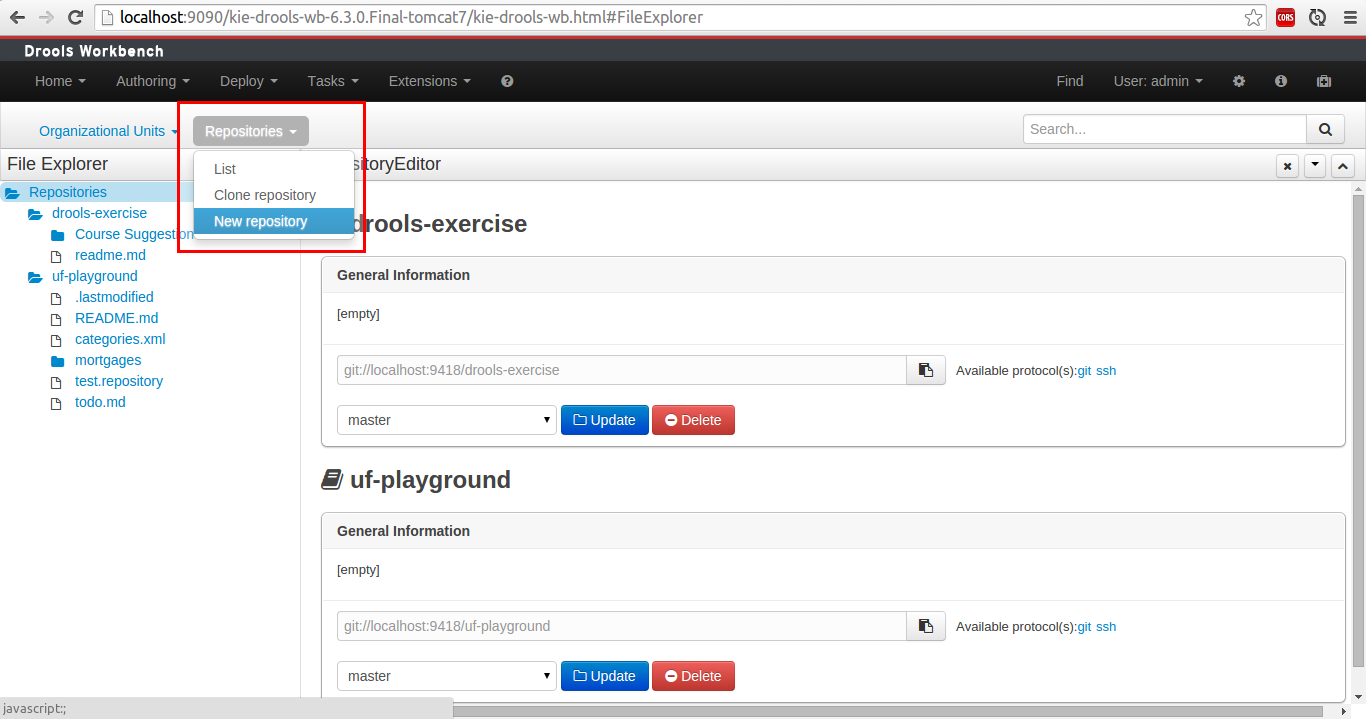 localhost:9090/kie-drools-wb-6.3.0.Final-tomcat7/kie-drools-wb.html#FileExplorer
CORS
Drools Workbench
Home Authoring Deploy Tasks Extensions Find User: admin
Organizational Units Repositories Search...
List
Clone repository
New repository
File Explorer
sitoryEditor
Repositories
drools-exercise
Course Suggestion
readme.md
uf-playground
.lastmodified
README.md
categories.xml
mortgages
test.repository
todo.md
drools-exercise
General Information
[empty]
git://localhost:9418/drools-exercise Available protocol(s):git ssh
master Update Delete
uf-playground
General Information
[empty]
git://localhost:9418/uf-playground Available protocol(s):git ssh
master Update Delete
javascript:;